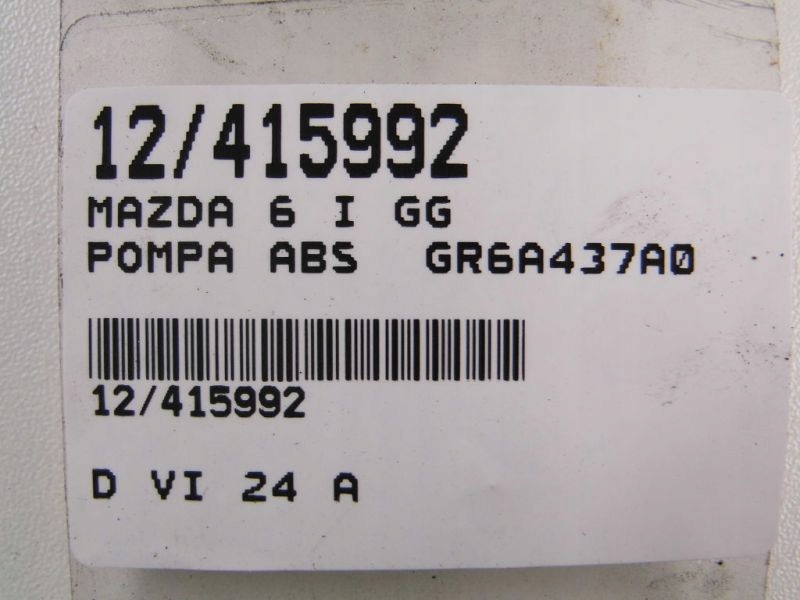 12/415992
MAZDA 6 I GG
POMPA ABS GR6A437A0
12/415992
D VI 24 A